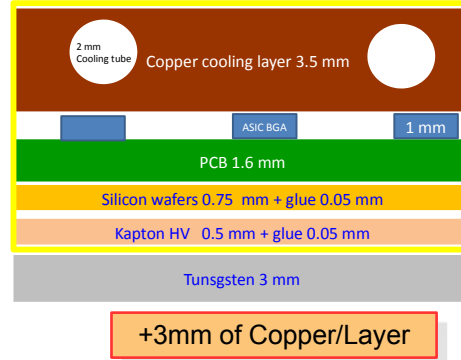 2 mm
Cooling tube
Copper cooling layer 3.5 mm
ASIC BGA
1 mm
PCB 1.6 mm
Silicon wafers 0.75 mm + glue 0.05 mm
Kapton HV 0.5 mm + glue 0.05 mm
Tunsgsten 3 mm
+3mm of Copper/Layer